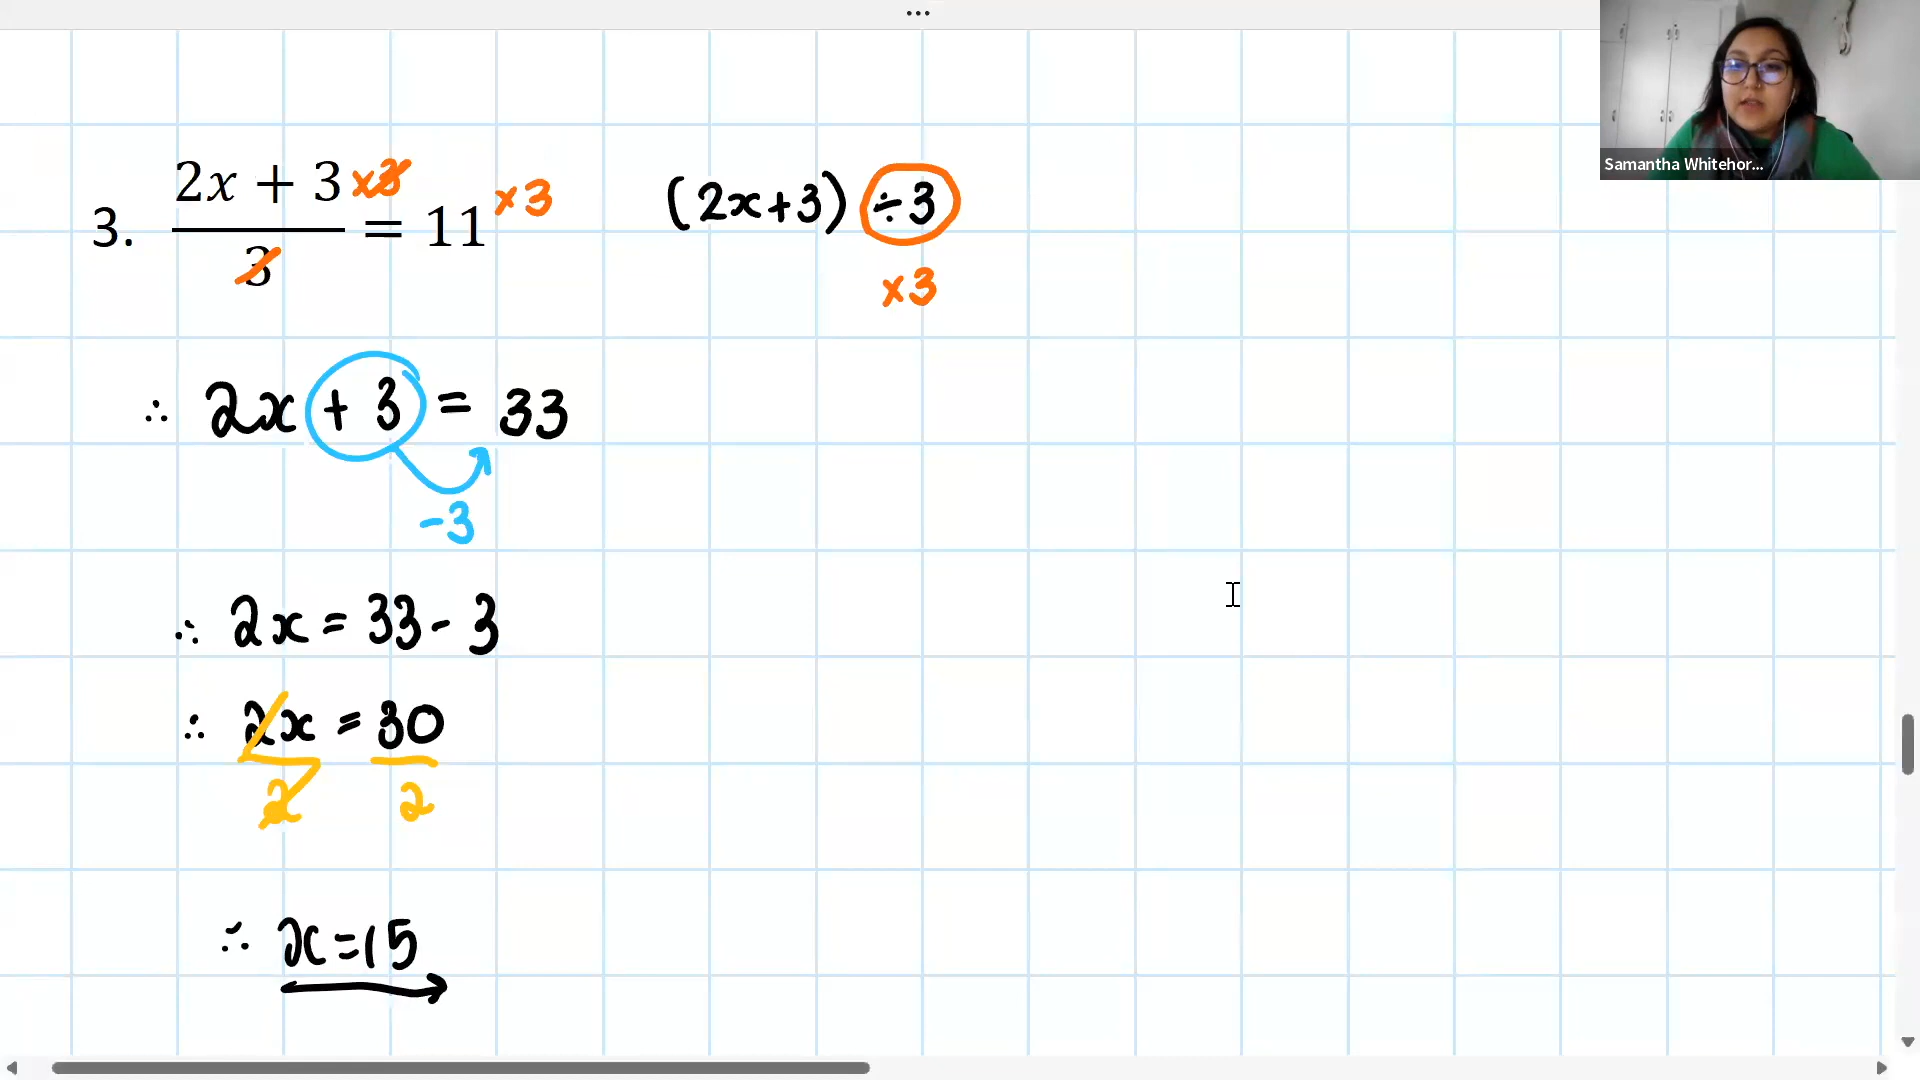 ...
Samantha Whitehor...
2x + 3 ×3
3. = 11 ×3
3
(2x+3) ÷3
×3
∴ 2x + 3 = 33
-3
∴ 2x = 33 - 3
∴ 2x = 30
2 2
∴ x = 15